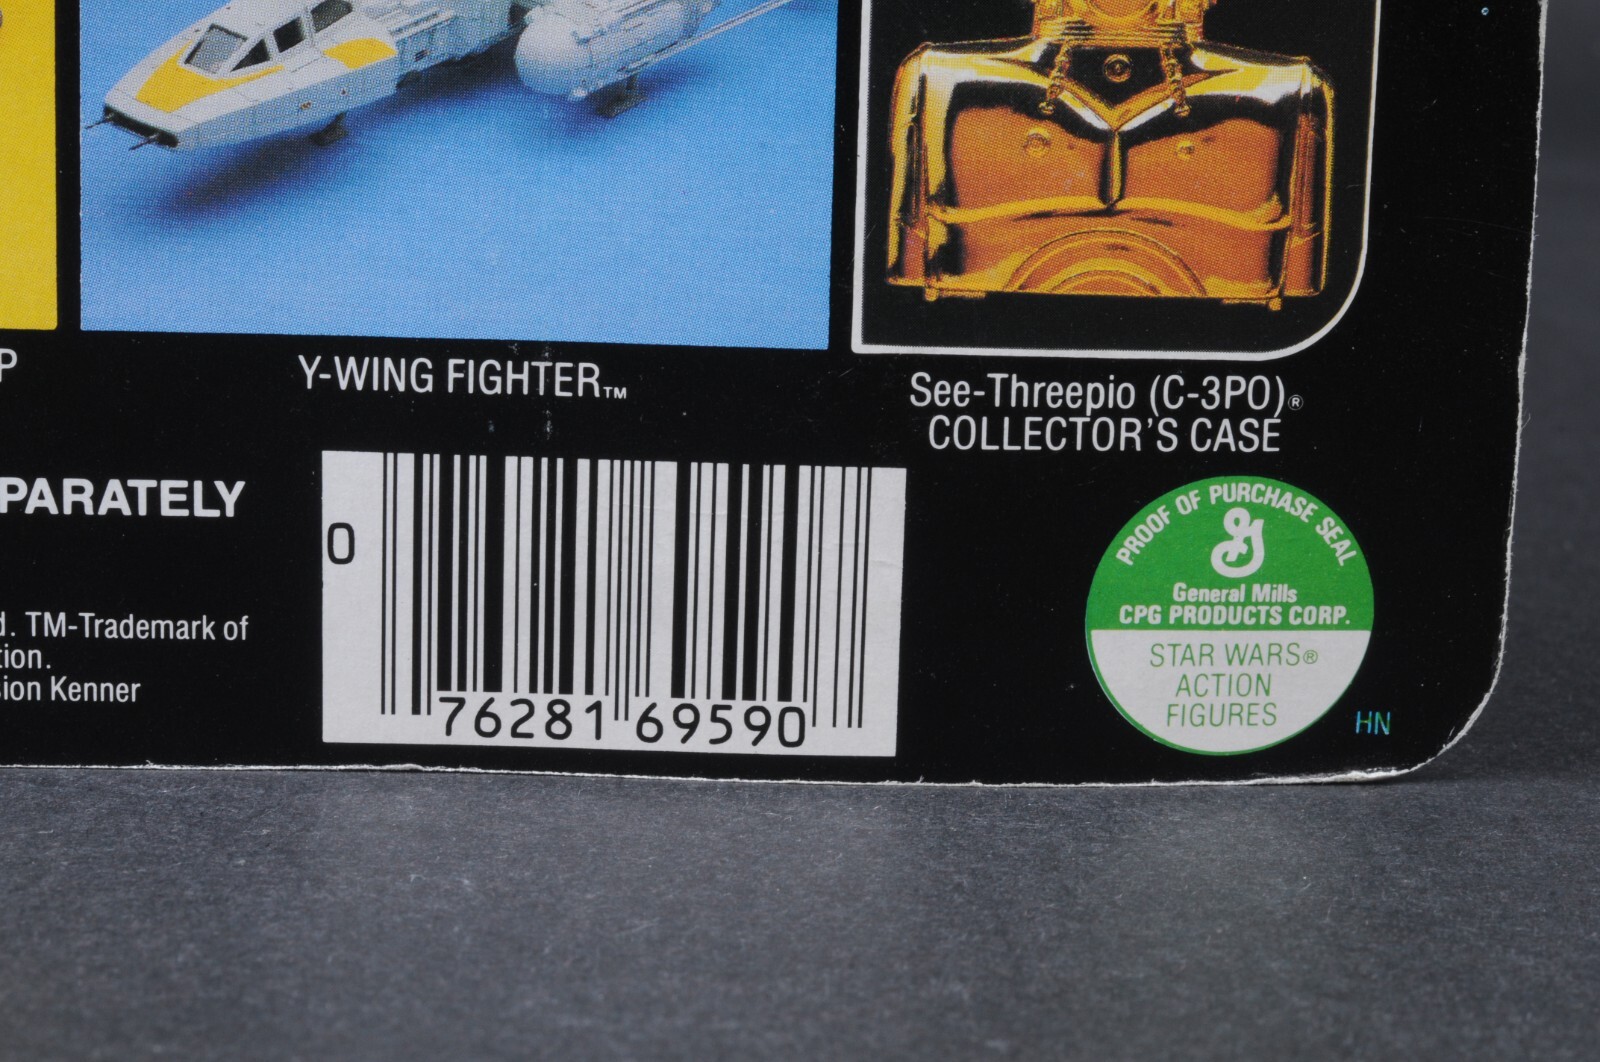 P
Y-WING FIGHTER™
See-Threepio (C-3PO)®
COLLECTOR'S CASE
PARATELY
d. TM-Trademark of
tion.
sion Kenner
0
76281 69590
PROOF OF PURCHASE SEAL
General Mills
CPG PRODUCTS CORP.
STAR WARS®
ACTION
FIGURES
HN